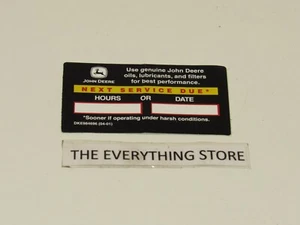 Use genuine John Deere
oils, lubricants, and filters
for best performance.
JOHN DEERE
NEXT SERVICE DUE*
HOURS OR DATE
*Sooner if operating under harsh conditions.
THE EVERYTHING STORE